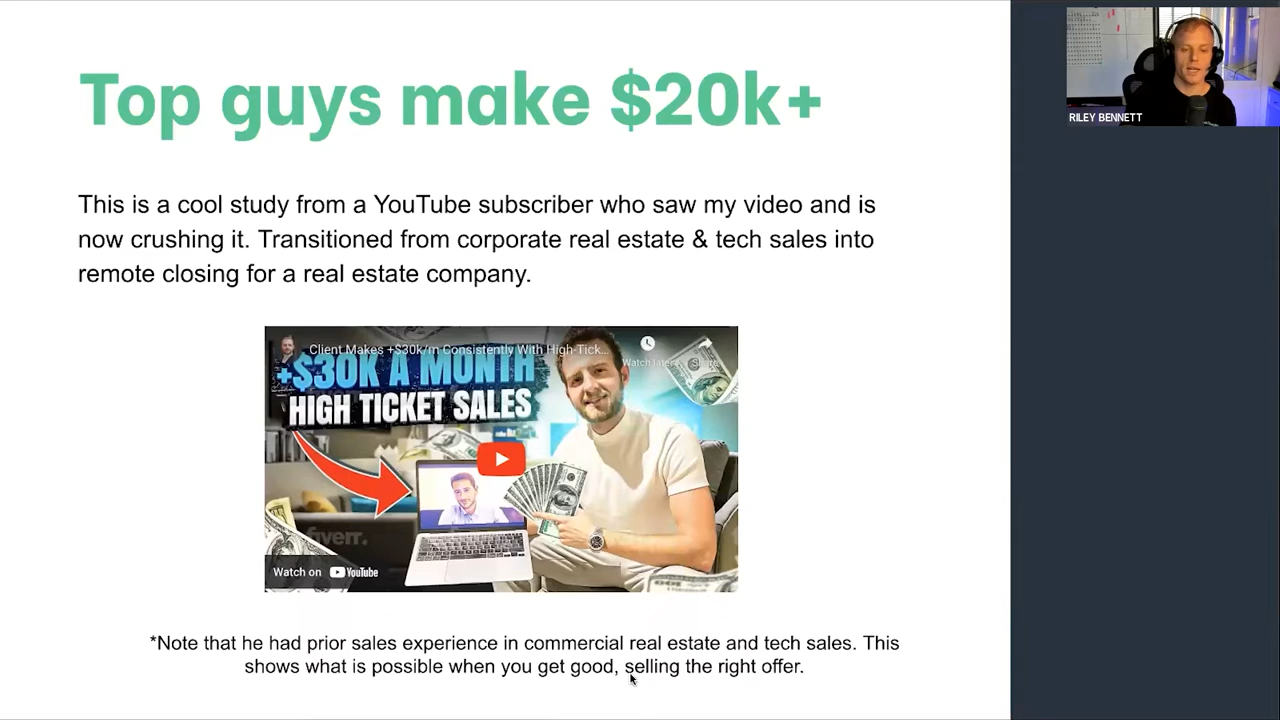 Top guys make $20k+
RILEY BENNETT
This is a cool study from a YouTube subscriber who saw my video and is
now crushing it. Transitioned from corporate real estate & tech sales into
remote closing for a real estate company.
Client Makes +$30k/m Consistently With High-Tick...
Watch later
Share
+$30K A MONTH
HIGH TICKET SALES
fiverr.
Watch on YouTube
*Note that he had prior sales experience in commercial real estate and tech sales. This
shows what is possible when you get good, selling the right offer.